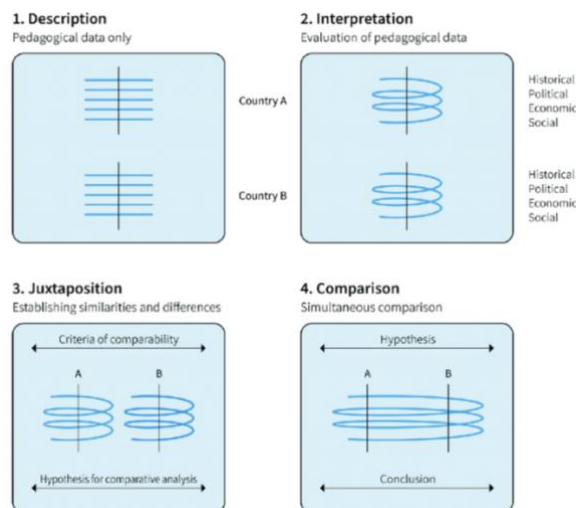 1. Description
Pedagogical data only
Country A
Country B
2. Interpretation
Evaluation of pedagogical data
Historical
Political
Economic
Social
Historical
Political
Economic
Social
3. Juxtaposition
Establishing similarities and differences
Criteria of comparability
A B
Hypothesis for comparative analysis
4. Comparison
Simultaneous comparison
Hypothesis
A B
Conclusion